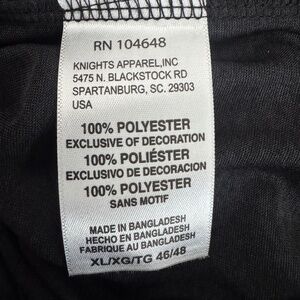 RN 104648
KNIGHTS APPAREL,INC
5475 N. BLACKSTOCK RD
SPARTANBURG, SC. 29303
USA
100% POLYESTER
EXCLUSIVE OF DECORATION
100% POLIÉSTER
EXCLUSIVO DE DECORACION
100% POLYESTER
SANS MOTIF
MADE IN BANGLADESH
HECHO EN BANGLADESH
FABRIQUE AU BANGLADESH
XL/XG/TG 46/48